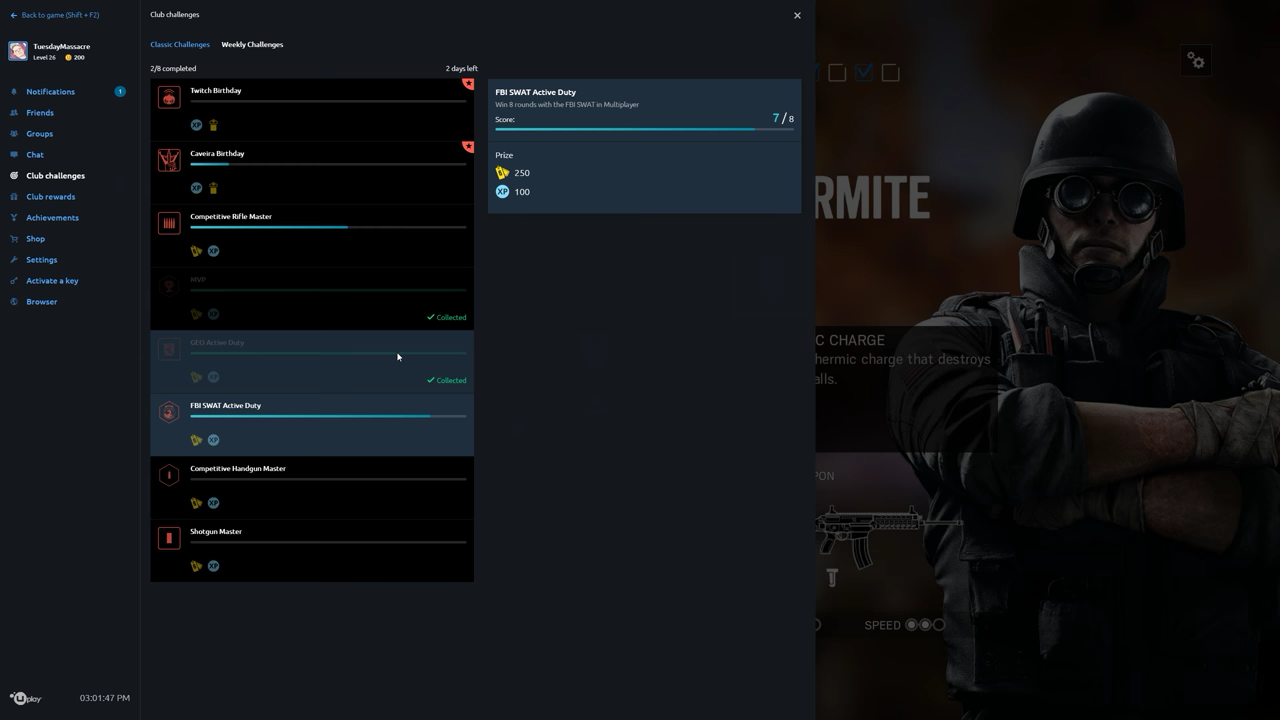 Back to game (Shift + F2)
TuesdayMassacre
Level 26 200
Notifications 1
Friends
Groups
Chat
Club challenges
Club rewards
Achievements
Shop
Settings
Activate a key
Browser
uplay 03:01:47 PM
Club challenges
Classic Challenges Weekly Challenges
2/8 completed 2 days left
Twitch Birthday
XP
Caveira Birthday
XP
Competitive Rifle Master
XP
MVP
XP
Collected
GEO Active Duty
XP
Collected
FBI SWAT Active Duty
XP
Competitive Handgun Master
XP
Shotgun Master
XP
FBI SWAT Active Duty
Win 8 rounds with the FBI SWAT in Multiplayer
Score: 7 / 8
Prize
250
XP 100
RMITE
C CHARGE
hermic charge that destroys
alls.
PON
SPEED